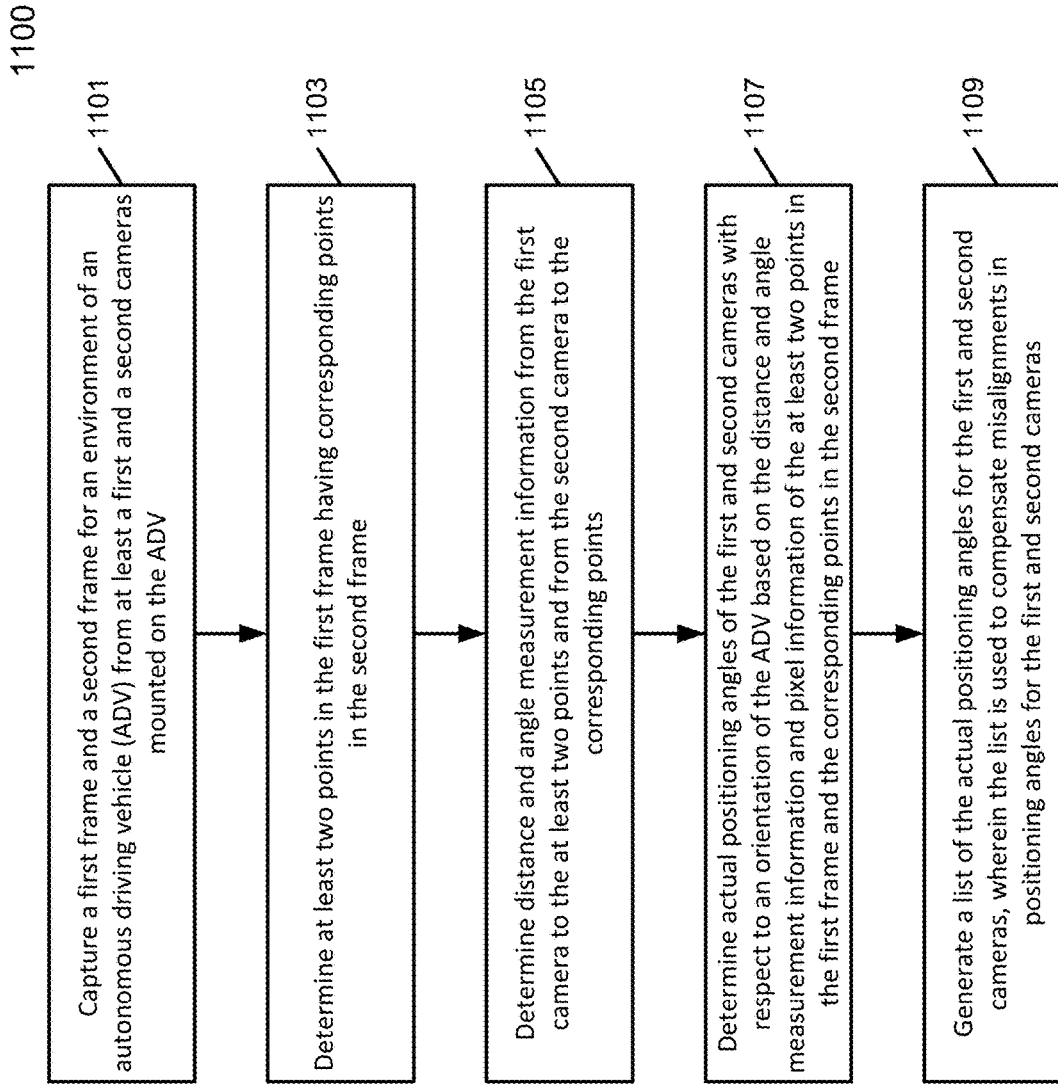 1100
1101
Capture a first frame and a second frame for an environment of an
autonomous driving vehicle (ADV) from at least a first and a second cameras
mounted on the ADV
1103
Determine at least two points in the first frame having corresponding points
in the second frame
1105
Determine distance and angle measurement information from the first
camera to the at least two points and from the second camera to the
corresponding points
1107
Determine actual positioning angles of the first and second cameras with
respect to an orientation of the ADV based on the distance and angle
measurement information and pixel information of the at least two points in
the first frame and the corresponding points in the second frame
1109
Generate a list of the actual positioning angles for the first and second
cameras, wherein the list is used to compensate misalignments in
positioning angles for the first and second cameras